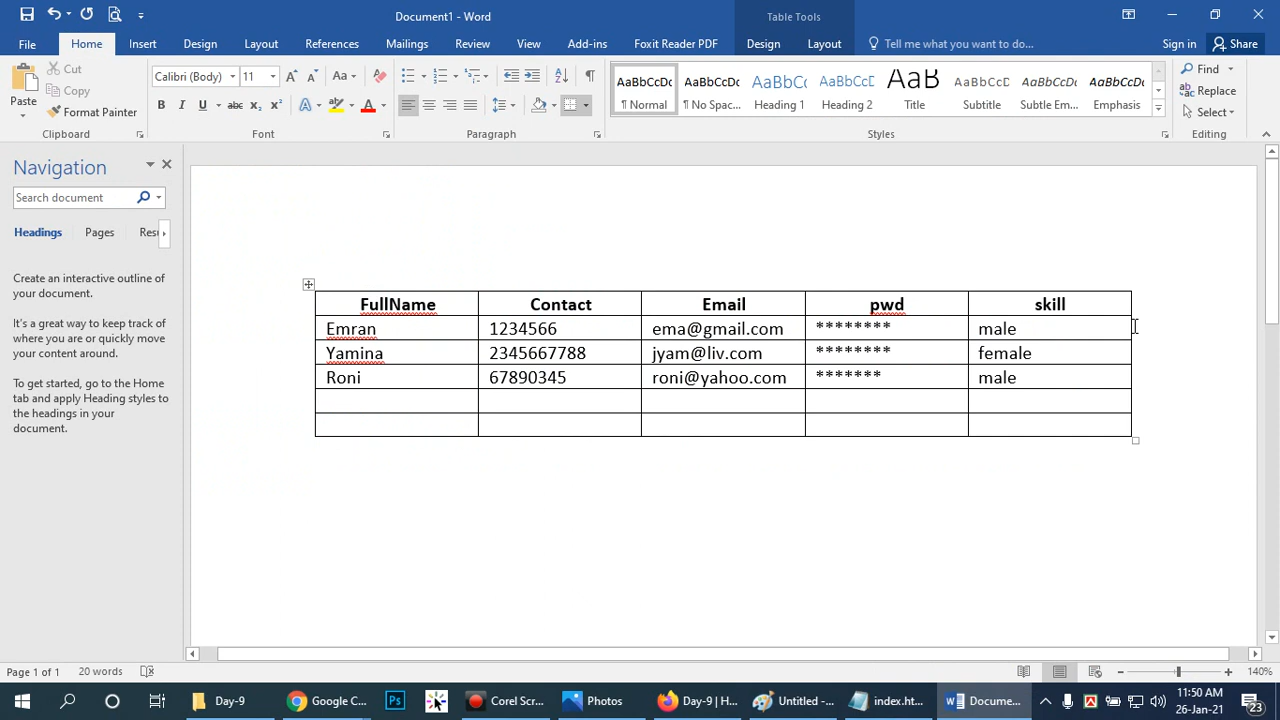 Document1 - Word
Table Tools
File Home Insert Design Layout References Mailings Review View Add-ins Foxit Reader PDF Design Layout Tell me what you want to do... Sign in Share
Paste
Cut
Copy
Format Painter
Clipboard
Calibri (Body) 11
Font
Paragraph
AaBbCcDc AaBbCcDc AaBbCc AaBbCcD AaB AaBbCcD AaBbCcDc AaBbCcDc
¶ Normal ¶ No Spac... Heading 1 Heading 2 Title Subtitle Subtle Em... Emphasis
Styles
Find
Replace
Select
Editing
Navigation
Search document
Headings Pages
Create an interactive outline of
your document.
It's a great way to keep track of
where you are or quickly move
your content around.
To get started, go to the Home
tab and apply Heading styles to
the headings in your
document.
FullName Contact Email pwd skill
Emran 1234566 ema@gmail.com ******** male
Yamina 2345667788 jyam@liv.com ******** female
Roni 67890345 roni@yahoo.com ******* male
Page 1 of 1 20 words
140%
Day-9 Google C... Corel Scr... Photos Day-9 | H... Untitled -... index.ht... Docume...
11:50 AM
26-Jan-21
23